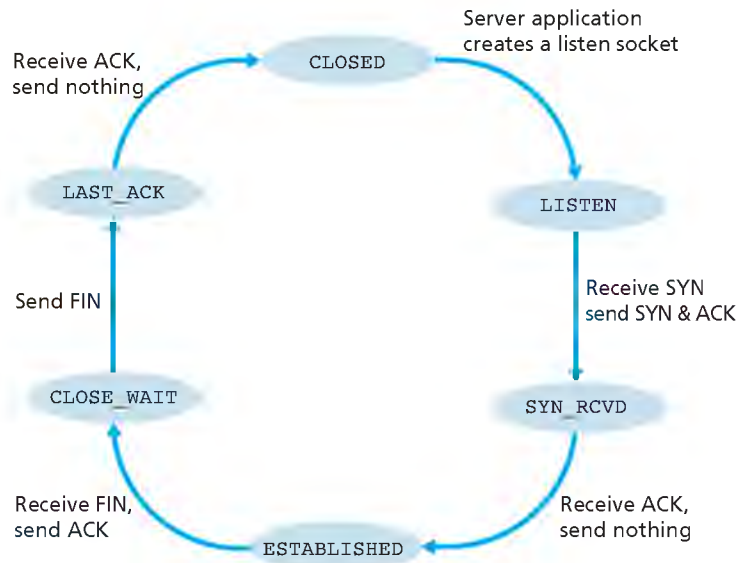 Server application
creates a listen socket
Receive ACK,
send nothing
CLOSED
LAST_ACK
LISTEN
Send FIN
Receive SYN
send SYN & ACK
CLOSE_WAIT
SYN_RCVD
Receive FIN,
send ACK
Receive ACK,
send nothing
ESTABLISHED